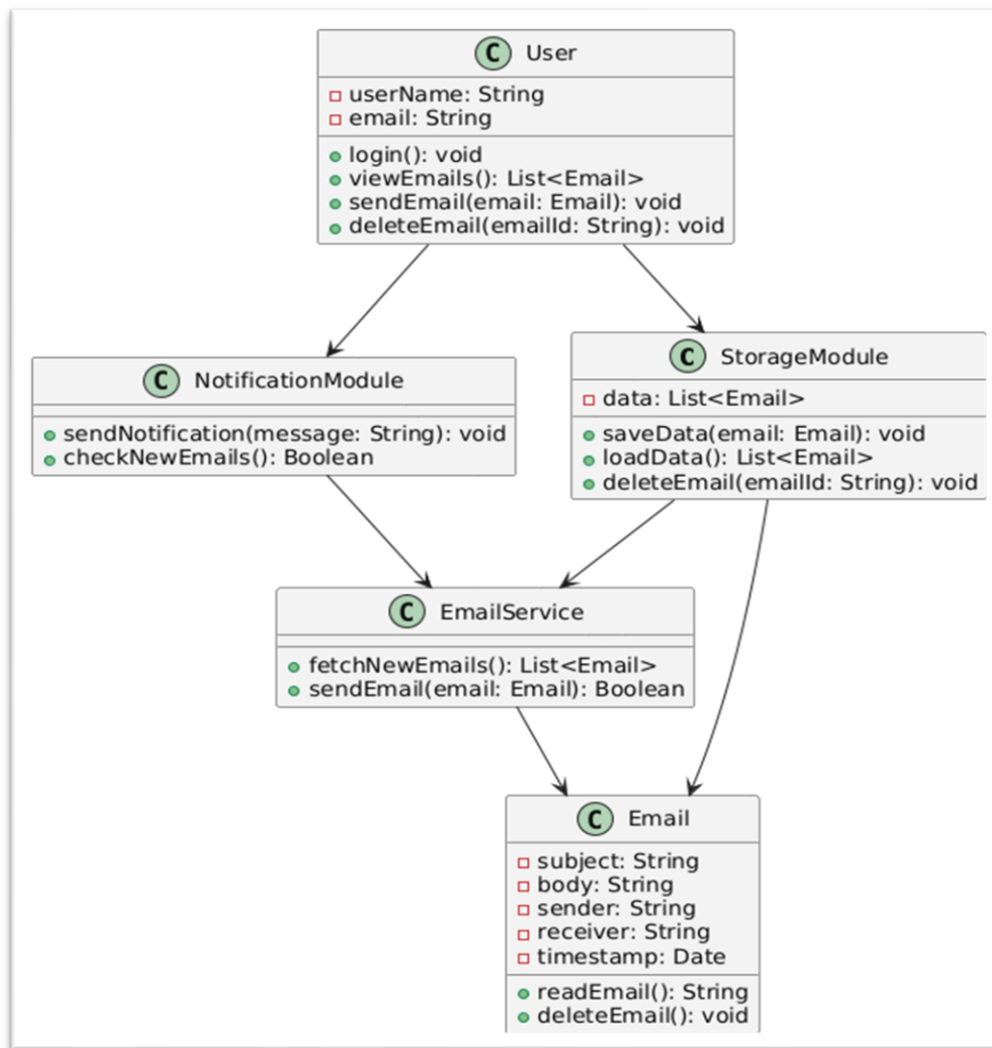 C User
userName: String
email: String
login(): void
viewEmails(): List<Email>
sendEmail(email: Email): void
deleteEmail(emailId: String): void
C NotificationModule
sendNotification(message: String): void
checkNewEmails(): Boolean
C StorageModule
data: List<Email>
saveData(email: Email): void
loadData(): List<Email>
deleteEmail(emailId: String): void
C EmailService
fetchNewEmails(): List<Email>
sendEmail(email: Email): Boolean
C Email
subject: String
body: String
sender: String
receiver: String
timestamp: Date
readEmail(): String
deleteEmail(): void